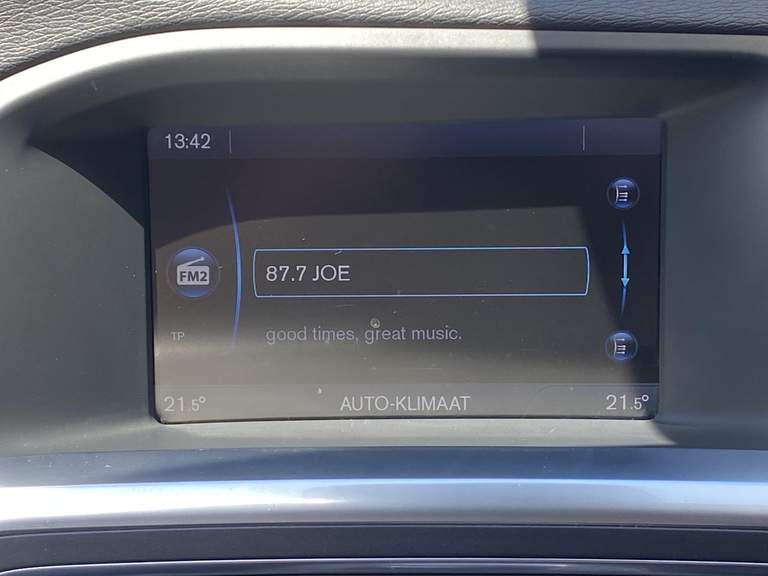 13:42
FM2
87.7 JOE
TP
good times, great music.
21.5° AUTO-KLIMAAT 21.5°